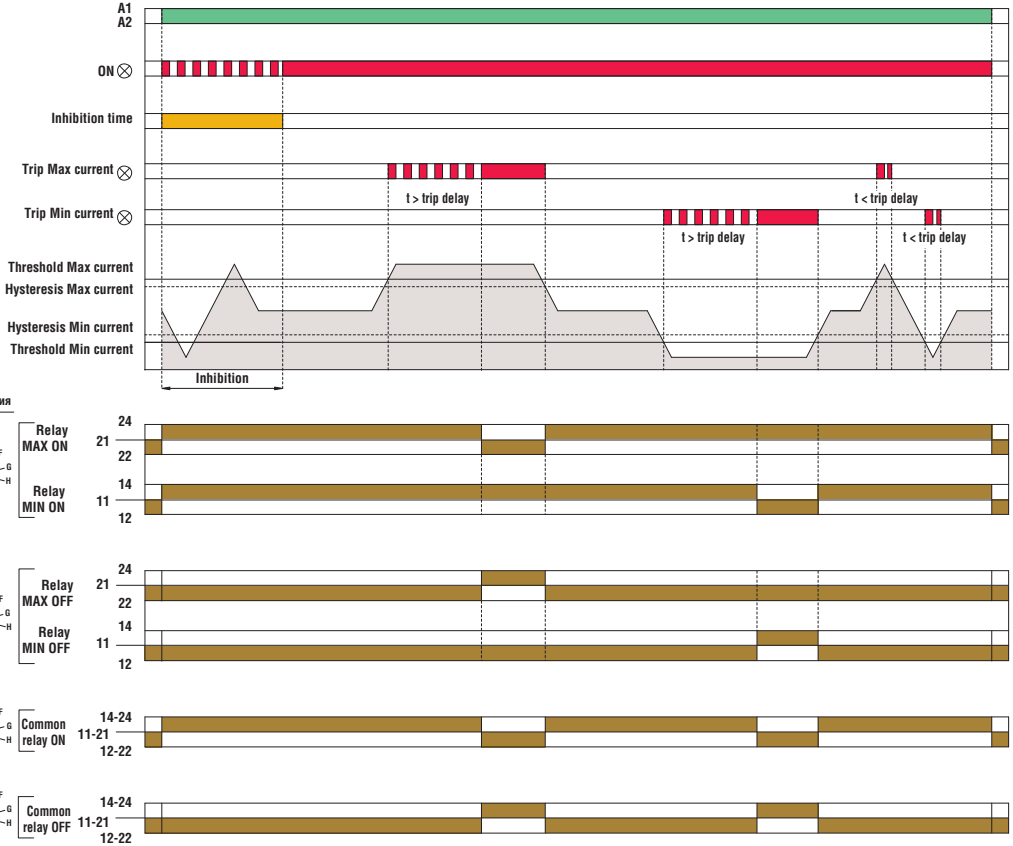 A1
A2
ON
Inhibition time
Trip Max current
t > trip delay
t < trip delay
Trip Min current
t > trip delay
t < trip delay
Threshold Max current
Hysteresis Max current
Hysteresis Min current
Threshold Min current
Inhibition
ия
Relay
MAX ON
24
21
22
F
G
H
Relay
MIN ON
14
11
12
Relay
MAX OFF
24
21
22
F
G
H
Relay
MIN OFF
14
11
12
F
G
H
Common
relay ON
14-24
11-21
12-22
F
G
H
Common
relay OFF
14-24
11-21
12-22